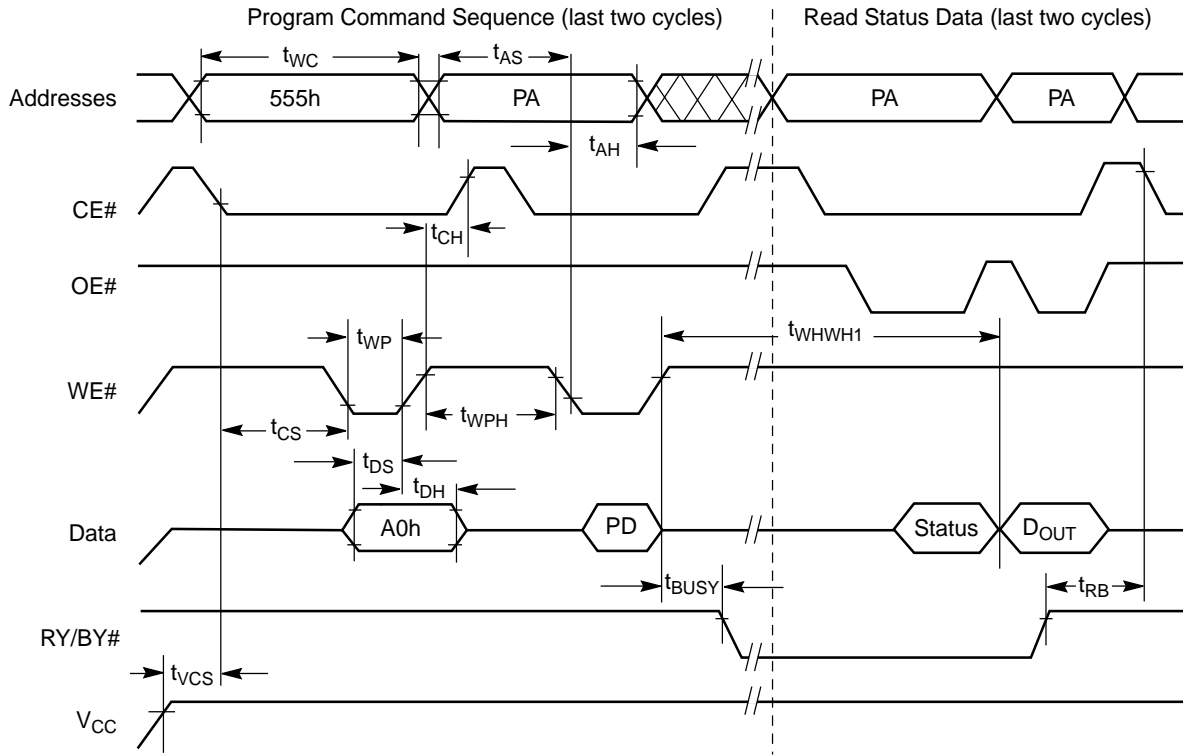 Program Command Sequence (last two cycles) Read Status Data (last two cycles)
tWC tAS
Addresses 555h PA PA PA
tAH
CE#
tCH
OE#
tWP tWHWH1
WE#
tCS tWPH
tDS
tDH
Data A0h PD Status DOUT
tBUSY tRB
RY/BY#
tVCS
VCC